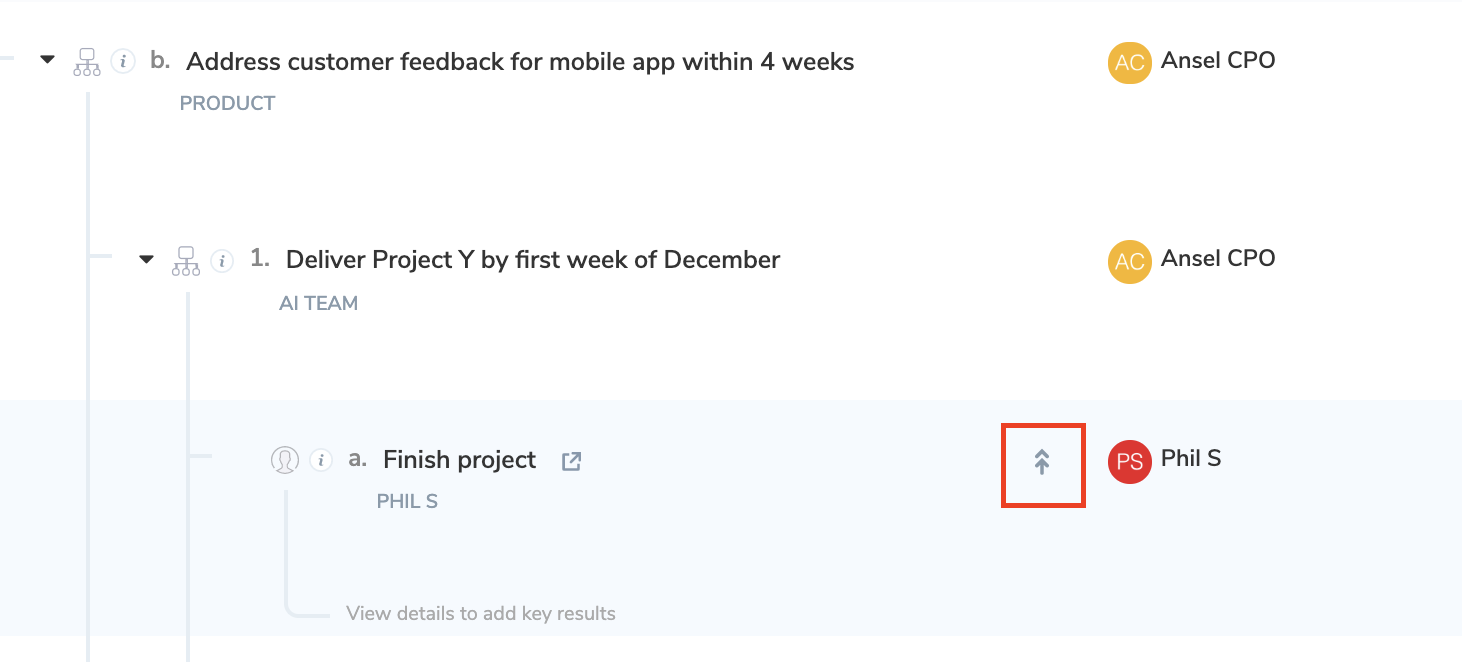 i b. Address customer feedback for mobile app within 4 weeks AC Ansel CPO
PRODUCT
i 1. Deliver Project Y by first week of December AC Ansel CPO
AI TEAM
i a. Finish project PS Phil S
PHIL S
View details to add key results